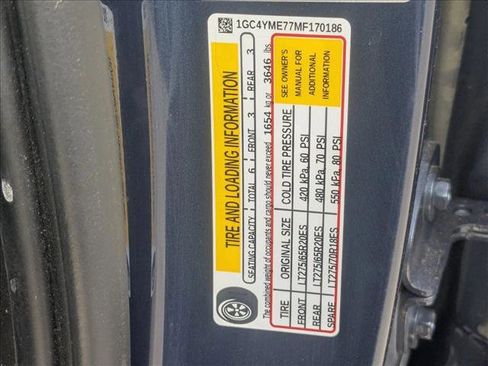 1GC4YME77MF170186
TIRE AND LOADING INFORMATION
SEATING CAPACITY TOTAL 6 FRONT 3 REAR 3
The combined weight of occupants and cargo should never exceed 1654 kg or 3646 lbs
TIRE ORIGINAL SIZE COLD TIRE PRESSURE
FRONT LT275/65R20ES 420 kPa, 60 PSI
REAR LT275/65R20ES 480 kPa, 70 PSI
SPARE LT275/70R18ES 550 kPa, 80 PSI
SEE OWNER'S
MANUAL FOR
ADDITIONAL
INFORMATION